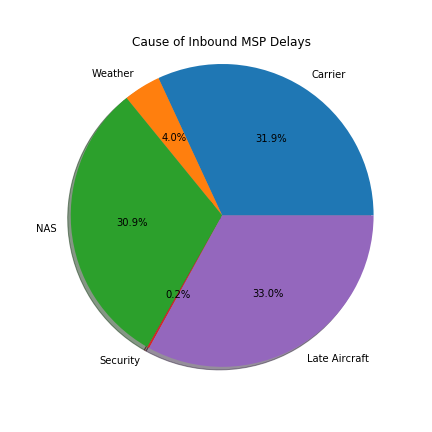 Cause of Inbound MSP Delays
Weather
Carrier
4.0%
31.9%
NAS
30.9%
0.2%
33.0%
Security
Late Aircraft